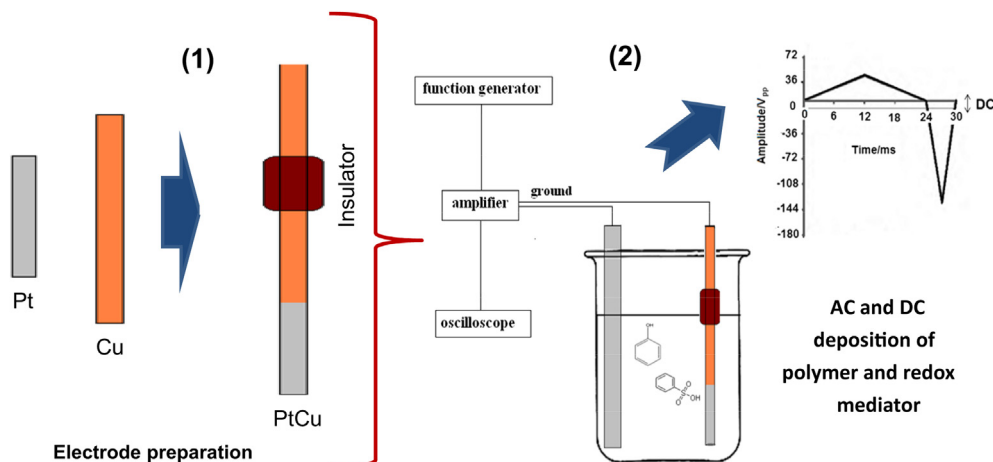 (1)
Pt
Cu
PtCu
Insulator
Electrode preparation
(2)
function generator
amplifier
ground
oscilloscope
OH
O
S
OH
O
72
36
0
-36
-72
-108
-144
-180
Amplitude/Vpp
0
6
12
18
24
30
Time/ms
DC
AC and DC
deposition of
polymer and redox
mediator